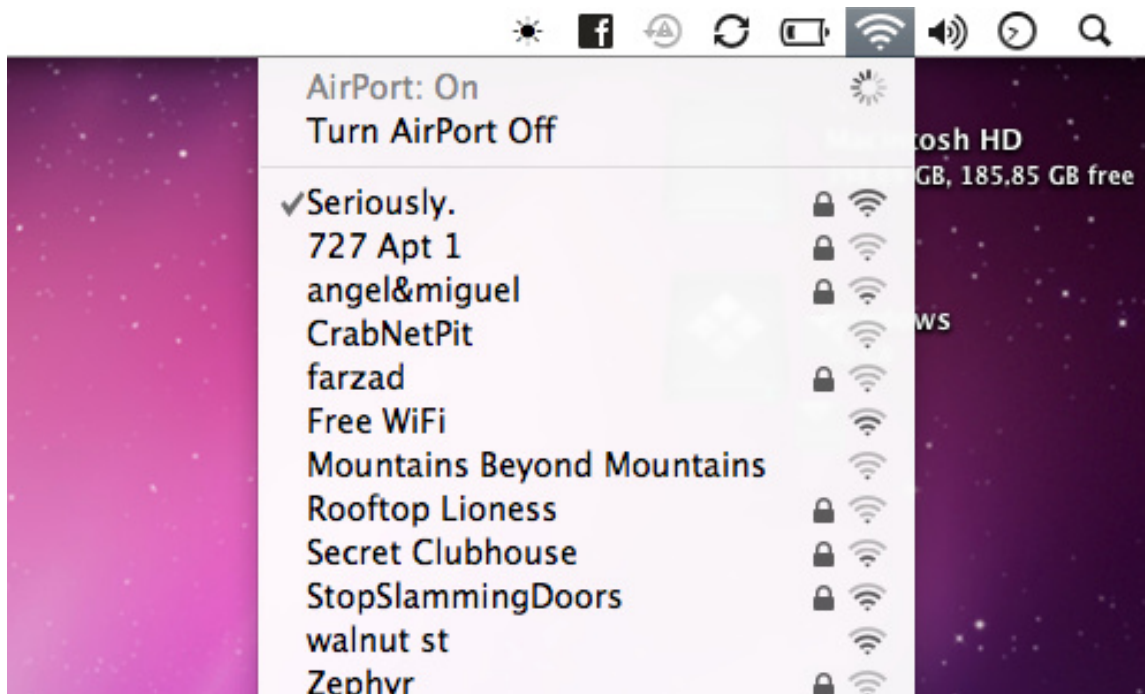 AirPort: On
Turn AirPort Off
osh HD
GB, 185,85 GB free
Seriously.
727 Apt 1
angel&miguel
CrabNetPit
ws
farzad
Free WiFi
Mountains Beyond Mountains
Rooftop Lioness
Secret Clubhouse
StopSlammingDoors
walnut st
Zephyr